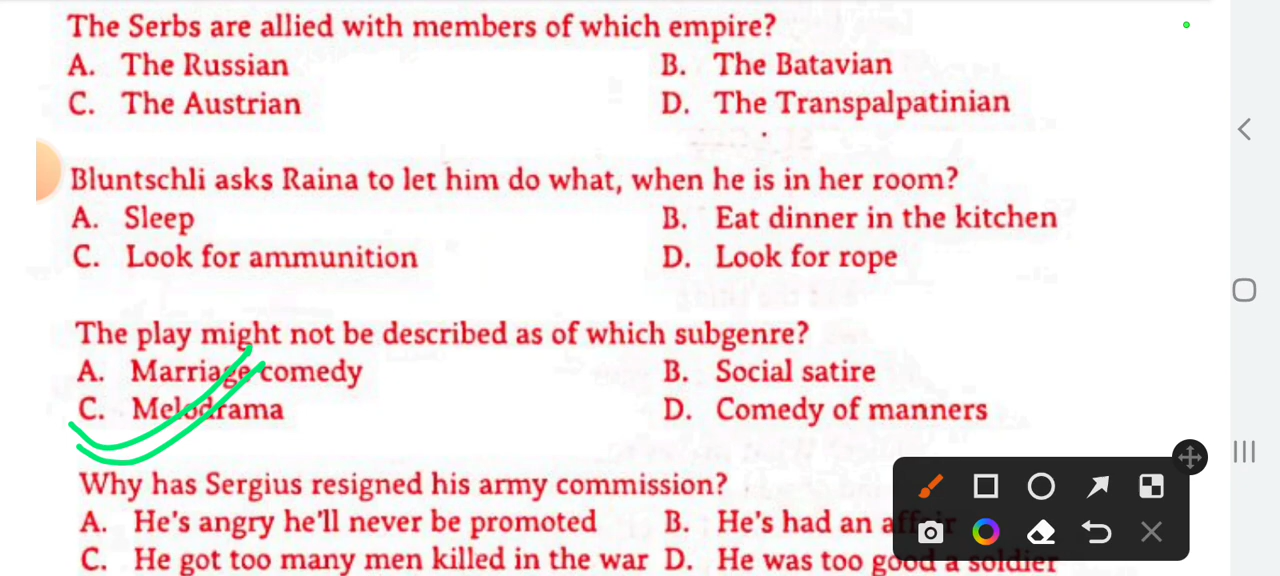 The Serbs are allied with members of which empire?
A. The Russian B. The Batavian
C. The Austrian D. The Transpalpatinian
Bluntschli asks Raina to let him do what, when he is in her room?
A. Sleep B. Eat dinner in the kitchen
C. Look for ammunition D. Look for rope
The play might not be described as of which subgenre?
A. Marriage comedy B. Social satire
C. Melodrama D. Comedy of manners
Why has Sergius resigned his army commission?
A. He's angry he'll never be promoted B. He's had an affair
C. He got too many men killed in the war D. He was too good a soldier